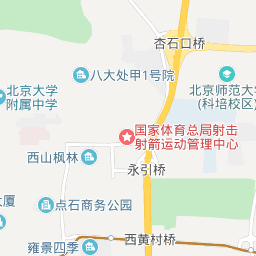 杏石口桥
八大处甲1号院
北京大学
附属中学
北京师范大
(科培校区)
国家体育总局射击
射箭运动管理中心
西山枫林
永引桥
大厦
点石商务公园
西黄村桥
雍景四季